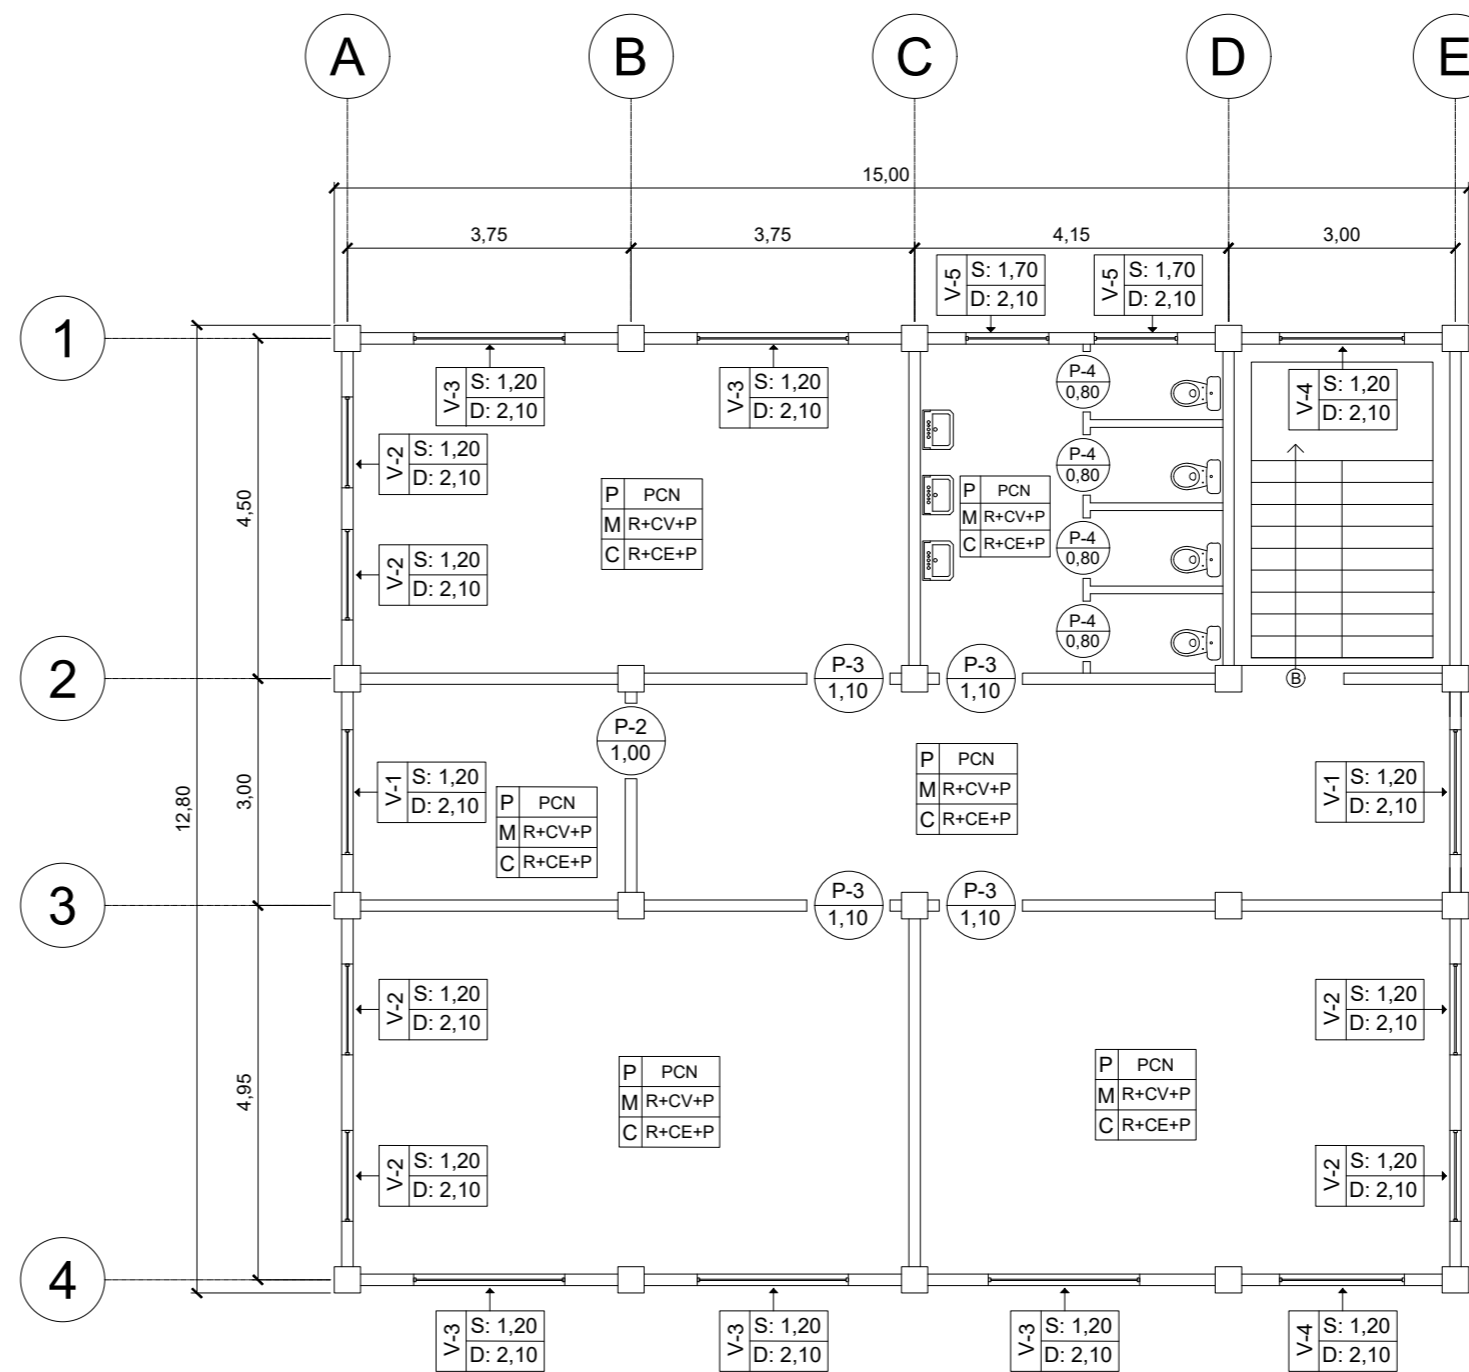 A
B
C
D
E
15,00
3,75
3,75
4,15
3,00
V-5
S: 1,70
D: 2,10
V-5
S: 1,70
D: 2,10
1
V-3
S: 1,20
D: 2,10
V-3
S: 1,20
D: 2,10
P-4
0,80
V-4
S: 1,20
D: 2,10
V-2
S: 1,20
D: 2,10
P-4
0,80
4,50
P PCN
M R+CV+P
C R+CE+P
P PCN
M R+CV+P
C R+CE+P
V-2
S: 1,20
D: 2,10
P-4
0,80
P-4
0,80
2
P-3
1,10
P-3
1,10
B
P-2
1,00
12,80
3,00
V-1
S: 1,20
D: 2,10
P PCN
M R+CV+P
C R+CE+P
P PCN
M R+CV+P
C R+CE+P
V-1
S: 1,20
D: 2,10
3
P-3
1,10
P-3
1,10
V-2
S: 1,20
D: 2,10
V-2
S: 1,20
D: 2,10
4,95
P PCN
M R+CV+P
C R+CE+P
P PCN
M R+CV+P
C R+CE+P
V-2
S: 1,20
D: 2,10
V-2
S: 1,20
D: 2,10
4
V-3
S: 1,20
D: 2,10
V-3
S: 1,20
D: 2,10
V-3
S: 1,20
D: 2,10
V-4
S: 1,20
D: 2,10